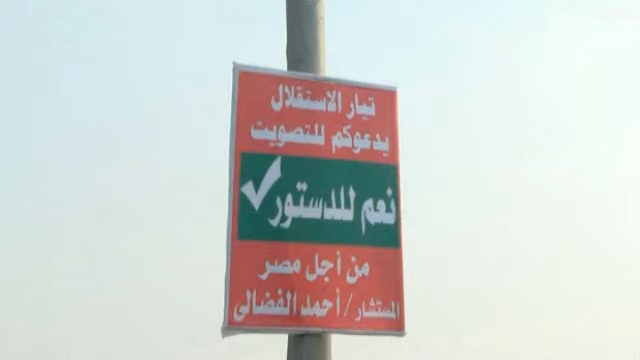 تيار الاستقلال
يدعوكم للتصويت
نعم للدستور
من أجل مصر
المستشار / أحمد الفضالى